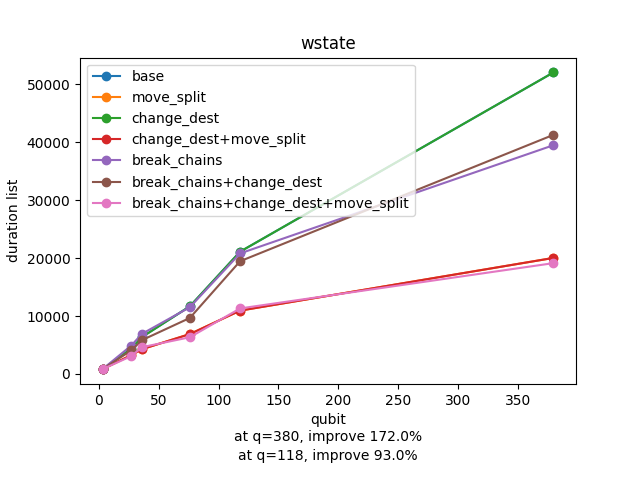 wstate
base
move_split
change_dest
change_dest+move_split
break_chains
break_chains+change_dest
break_chains+change_dest+move_split
duration list
50000
40000
30000
20000
10000
0
0
50
100
150
200
250
300
350
qubit
at q=380, improve 172.0%
at q=118, improve 93.0%